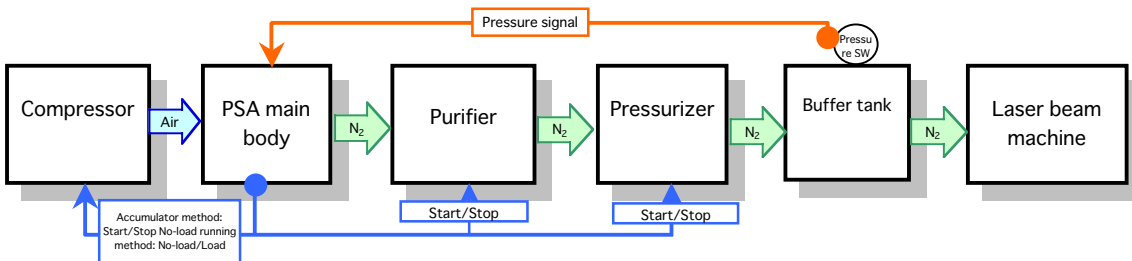 Pressure signal
Pressu
re SW
Compressor
Air
PSA main
body
N₂
Purifier
N₂
Pressurizer
N₂
Buffer tank
N₂
Laser beam
machine
Accumulator method:
Start/Stop No-load running
method: No-load/Load
Start/Stop
Start/Stop